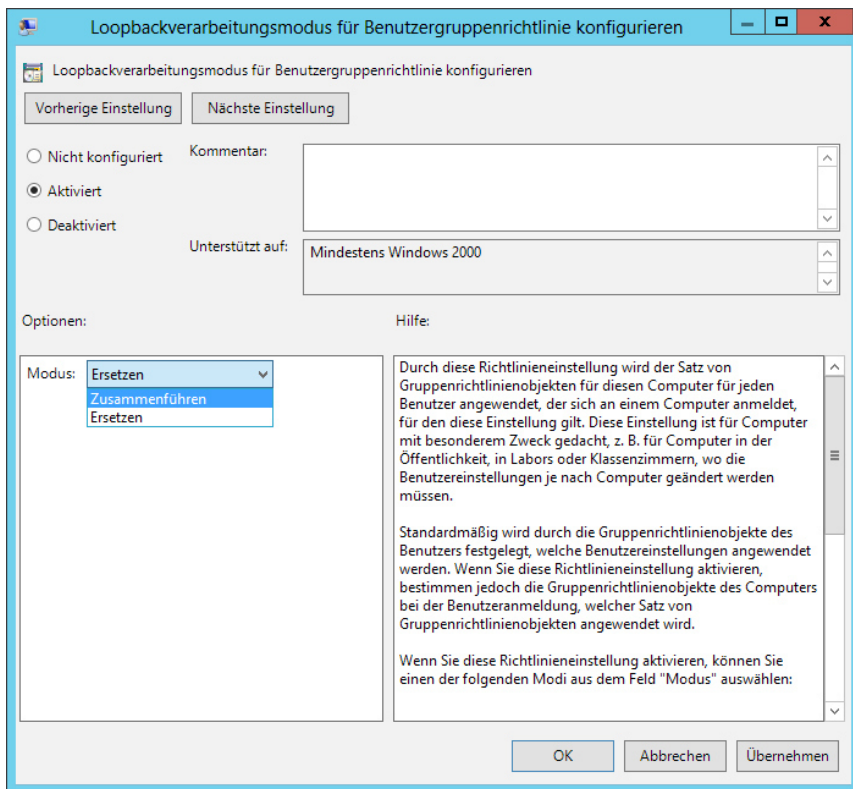 Loopbackverarbeitungsmodus für Benutzergruppenrichtlinie konfigurieren
Loopbackverarbeitungsmodus für Benutzergruppenrichtlinie konfigurieren
Vorherige Einstellung
Nächste Einstellung
Nicht konfiguriert
Kommentar:
Aktiviert
Deaktiviert
Unterstützt auf:
Mindestens Windows 2000
Optionen:
Hilfe:
Modus:
Ersetzen
Zusammenführen
Ersetzen
Durch diese Richtlinieneinstellung wird der Satz von
Gruppenrichtlinienobjekten für diesen Computer für jeden
Benutzer angewendet, der sich an einem Computer anmeldet,
für den diese Einstellung gilt. Diese Einstellung ist für Computer
mit besonderem Zweck gedacht, z. B. für Computer in der
Öffentlichkeit, in Labors oder Klassenzimmern, wo die
Benutzereinstellungen je nach Computer geändert werden
müssen.
Standardmäßig wird durch die Gruppenrichtlinienobjekte des
Benutzers festgelegt, welche Benutzereinstellungen angewendet
werden. Wenn Sie diese Richtlinieneinstellung aktivieren,
bestimmen jedoch die Gruppenrichtlinienobjekte des Computers
bei der Benutzeranmeldung, welcher Satz von
Gruppenrichtlinienobjekten angewendet wird.
Wenn Sie diese Richtlinieneinstellung aktivieren, können Sie
einen der folgenden Modi aus dem Feld "Modus" auswählen:
OK
Abbrechen
Übernehmen